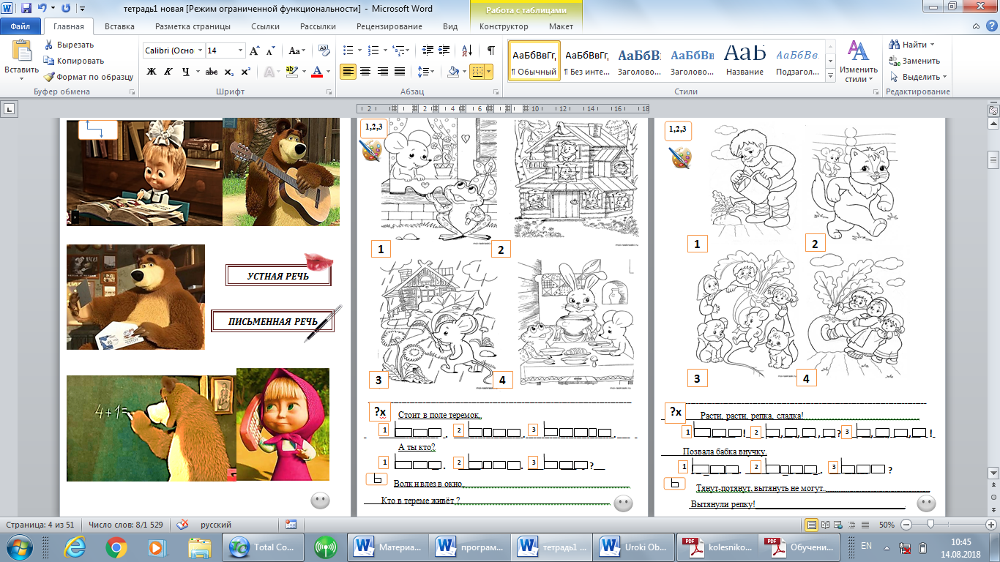 тетрадь1 новая [Режим ограниченной функциональности] - Microsoft Word
Работа с таблицами
Файл Главная Вставка Разметка страницы Ссылки Рассылки Рецензирование Вид Конструктор Макет
Вставить
Вырезать
Копировать
Формат по образцу
Буфер обмена
Calibri (Осно 14
Ж К Ч abc x₂ x²
Шрифт
Абзац
АаБбВвГг, АаБбВвГг, АаБбВ АаБбВв АаБ АаБбВв.
¶ Обычный ¶ Без инте... Заголово... Заголово... Название Подзагол...
Стили
Изменить стили
Найти
Заменить
Выделить
Редактирование
2 2 4 6 10 12 14 16 18
УСТНАЯ РЕЧЬ
ПИСЬМЕННАЯ РЕЧЬ
4+1=
1,2,3
1
2
3
4
?х
Стоит в поле теремок.
1 . 2 . 3 .
А ты кто?
1 . 2 . 3 ?
Ь
Волк и влез в окно.
Кто в тереме живёт ?
1,2,3
1
2
3
4
?х
Расти, расти, репка, сладка!
1 ! 2 , , , ? 3 , , , !
Позвала бабка внучку.
1 . 2 . 3 ?
Ь
Тянут-потянут, вытянуть не могут.
Вытянули репку!
Страница: 4 из 51 Число слов: 8/1 529 русский 50%
Total Co... Материа... програм... тетрадь1 ... Uroki Ob... kolesniko... Обучени... EN 10:45
14.08.2018